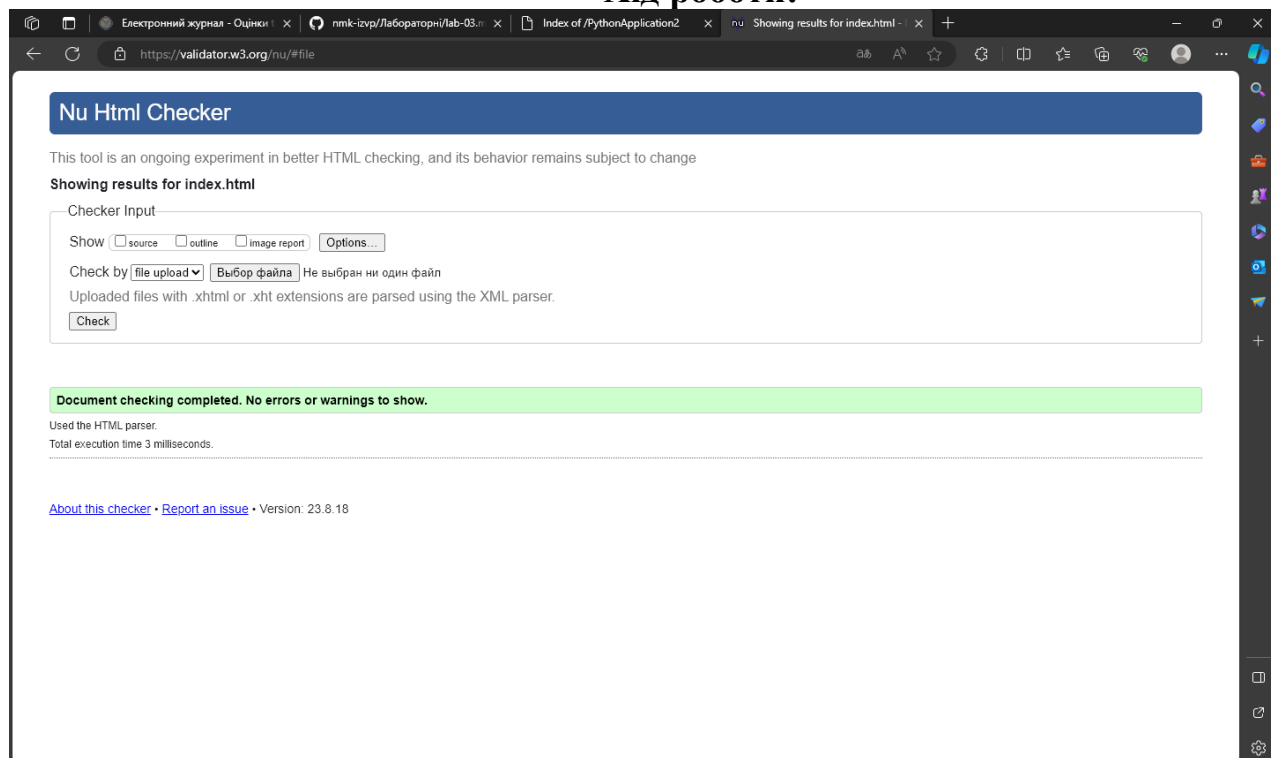 Хід роботи:
Електронний журнал - Оцінки t
nmk-izvp/Лабораторні/lab-03.m
Index of /PythonApplication2
Showing results for index.html -
https://validator.w3.org/nu/#file
Nu Html Checker
This tool is an ongoing experiment in better HTML checking, and its behavior remains subject to change
Showing results for index.html
Checker Input
Show source outline image report Options...
Check by file upload Выбор файла Не выбран ни один файл
Uploaded files with .xhtml or .xht extensions are parsed using the XML parser.
Check
Document checking completed. No errors or warnings to show.
Used the HTML parser.
Total execution time 3 milliseconds.
About this checker • Report an issue • Version: 23.8.18